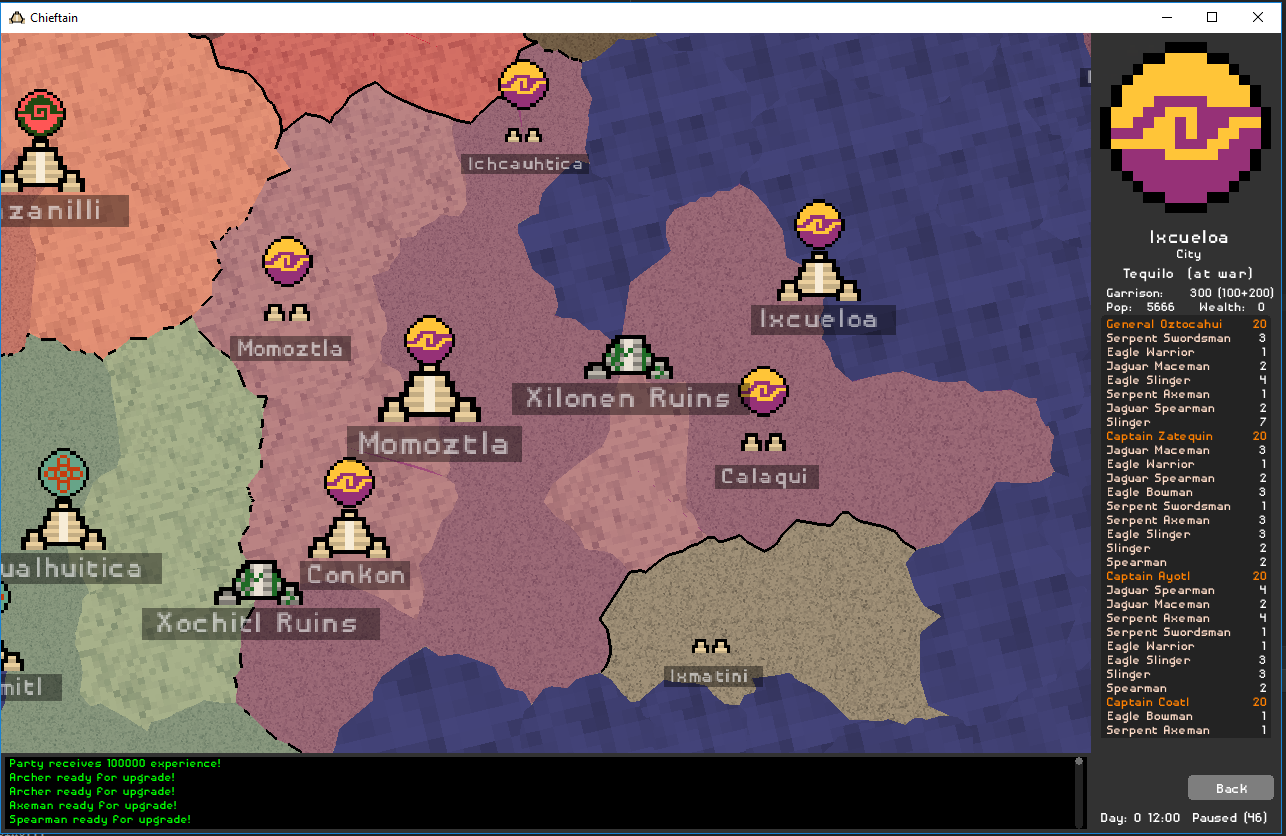 Chieftain
Ichcauhtica
zanilli
Ixcueloa
Momoztla
Xilonen Ruins
Momoztla
Calaqui
ualhuitica
Conkon
Xochitl Ruins
Ixmatini
mitl
Ixcueloa
City
Tequilo (at war)
Garrison: 300 (100+200)
Pop: 5666 Wealth: 0
General Oztocahui 20
Serpent Swordsman 3
Eagle Warrior 1
Jaguar Maceman 2
Eagle Slinger 4
Serpent Axeman 1
Jaguar Spearman 2
Slinger 7
Captain Zatequin 20
Jaguar Maceman 3
Eagle Warrior 1
Jaguar Spearman 2
Eagle Bowman 3
Serpent Swordsman 1
Serpent Axeman 3
Eagle Slinger 3
Slinger 2
Spearman 2
Captain Ayotl 20
Jaguar Spearman 4
Jaguar Maceman 2
Serpent Axeman 4
Serpent Swordsman 1
Eagle Warrior 1
Eagle Slinger 3
Slinger 3
Spearman 2
Captain Coatl 20
Eagle Bowman 1
Serpent Axeman 1
Party receives 100000 experience!
Archer ready for upgrade!
Archer ready for upgrade!
Axeman ready for upgrade!
Spearman ready for upgrade!
Back
Day: 0 12:00 Paused (46)